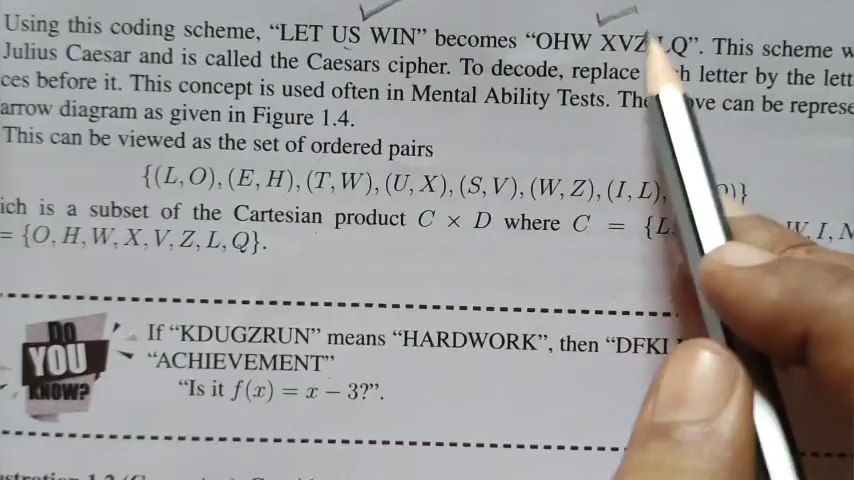 Using this coding scheme, “LET US WIN” becomes “OHW XVZ LQ”. This scheme w
Julius Caesar and is called the Caesars cipher. To decode, replace h letter by the lett
ces before it. This concept is used often in Mental Ability Tests. The ve can be represe
arrow diagram as given in Figure 1.4.
This can be viewed as the set of ordered pairs
{(L, O), (E, H), (T, W), (U, X), (S, V), (W, Z), (I, L), )}
ich is a subset of the Cartesian product C × D where C = {L, W, I, N
= {O, H, W, X, V, Z, L, Q}.
DO
YOU
KNOW?
If “KDUGZRUN” means “HARDWORK”, then “DFKL
“ACHIEVEMENT”
“Is it f(x) = x − 3?”.